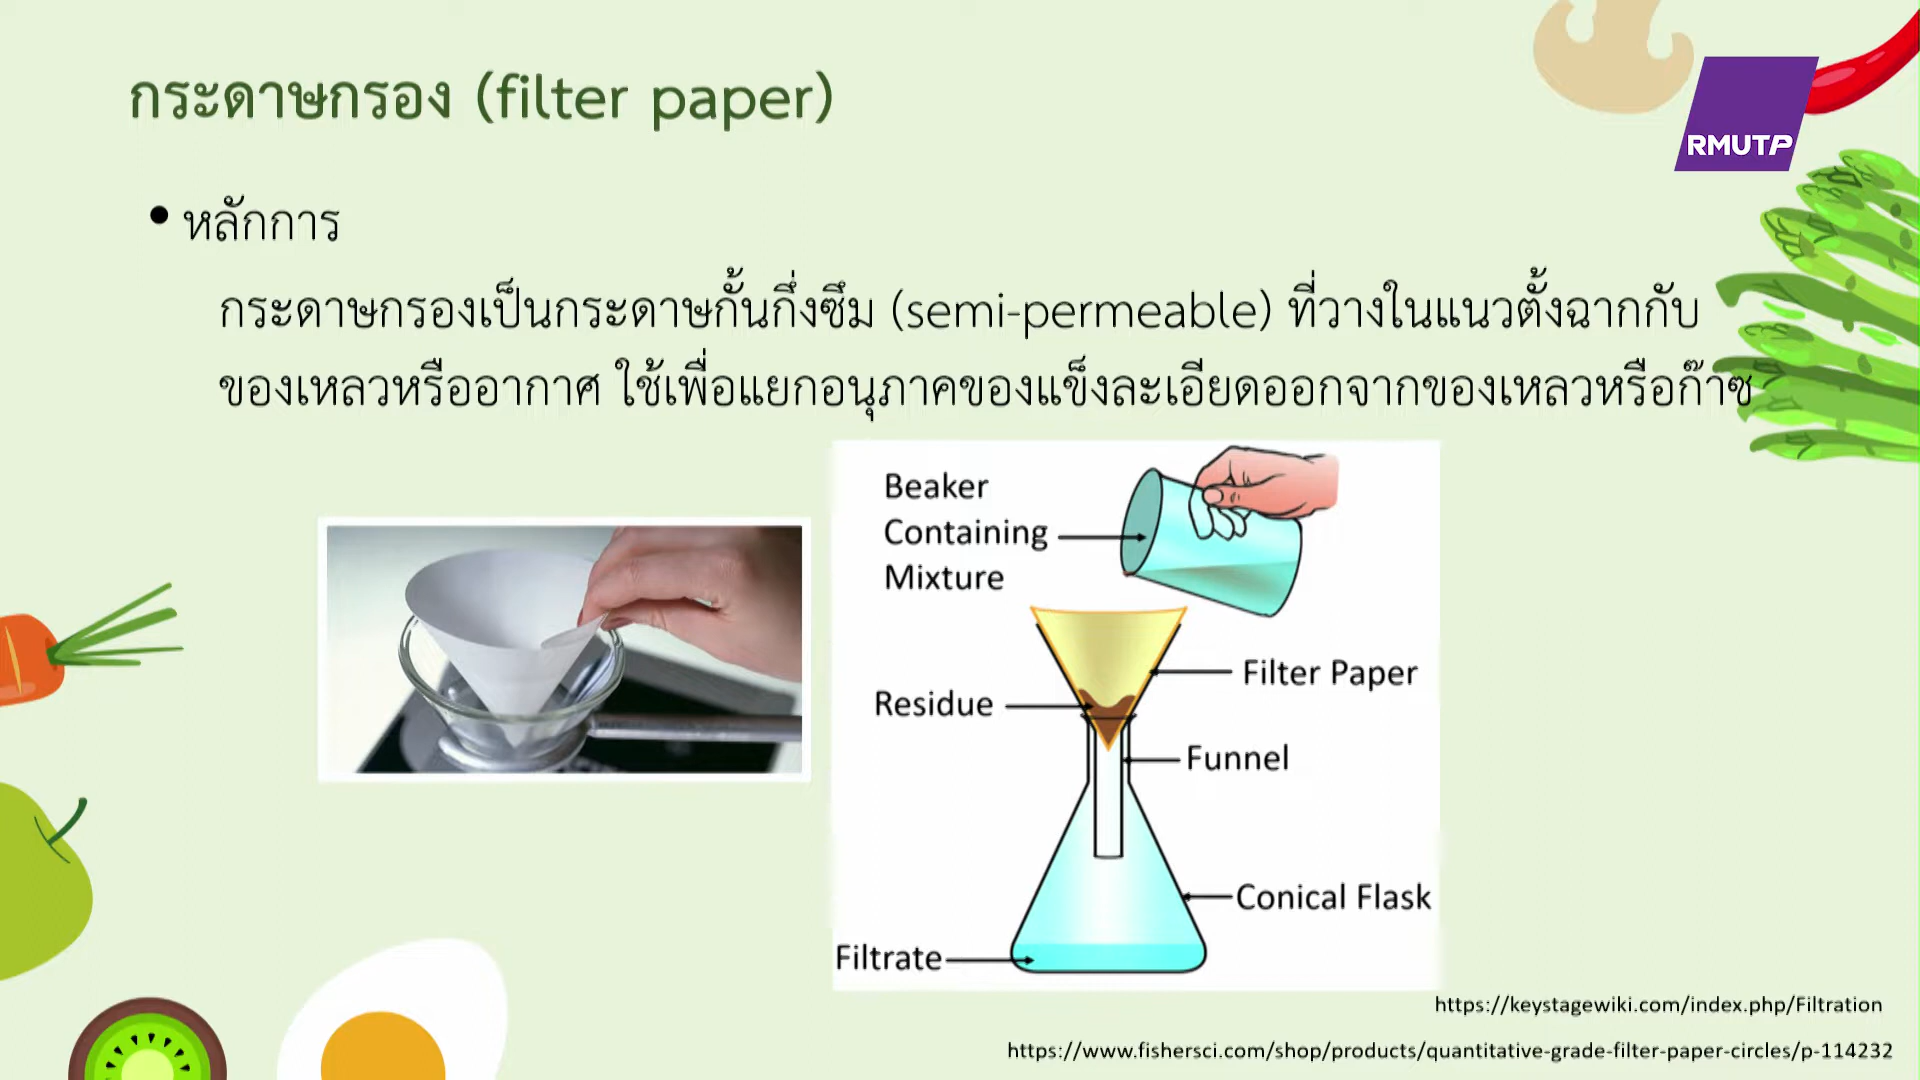 กระดาษกรอง (filter paper)
RMUTP
• หลักการ
กระดาษกรองเป็นกระดาษกั้นกึ่งซึม (semi-permeable) ที่วางในแนวตั้งฉากกับ
ของเหลวหรืออากาศ ใช้เพื่อแยกอนุภาคของแข็งละเอียดออกจากของเหลวหรือก๊าซ
Beaker
Containing
Mixture
Filter Paper
Residue
Funnel
Conical Flask
Filtrate
https://keystagewiki.com/index.php/Filtration
https://www.fishersci.com/shop/products/quantitative-grade-filter-paper-circles/p-114232